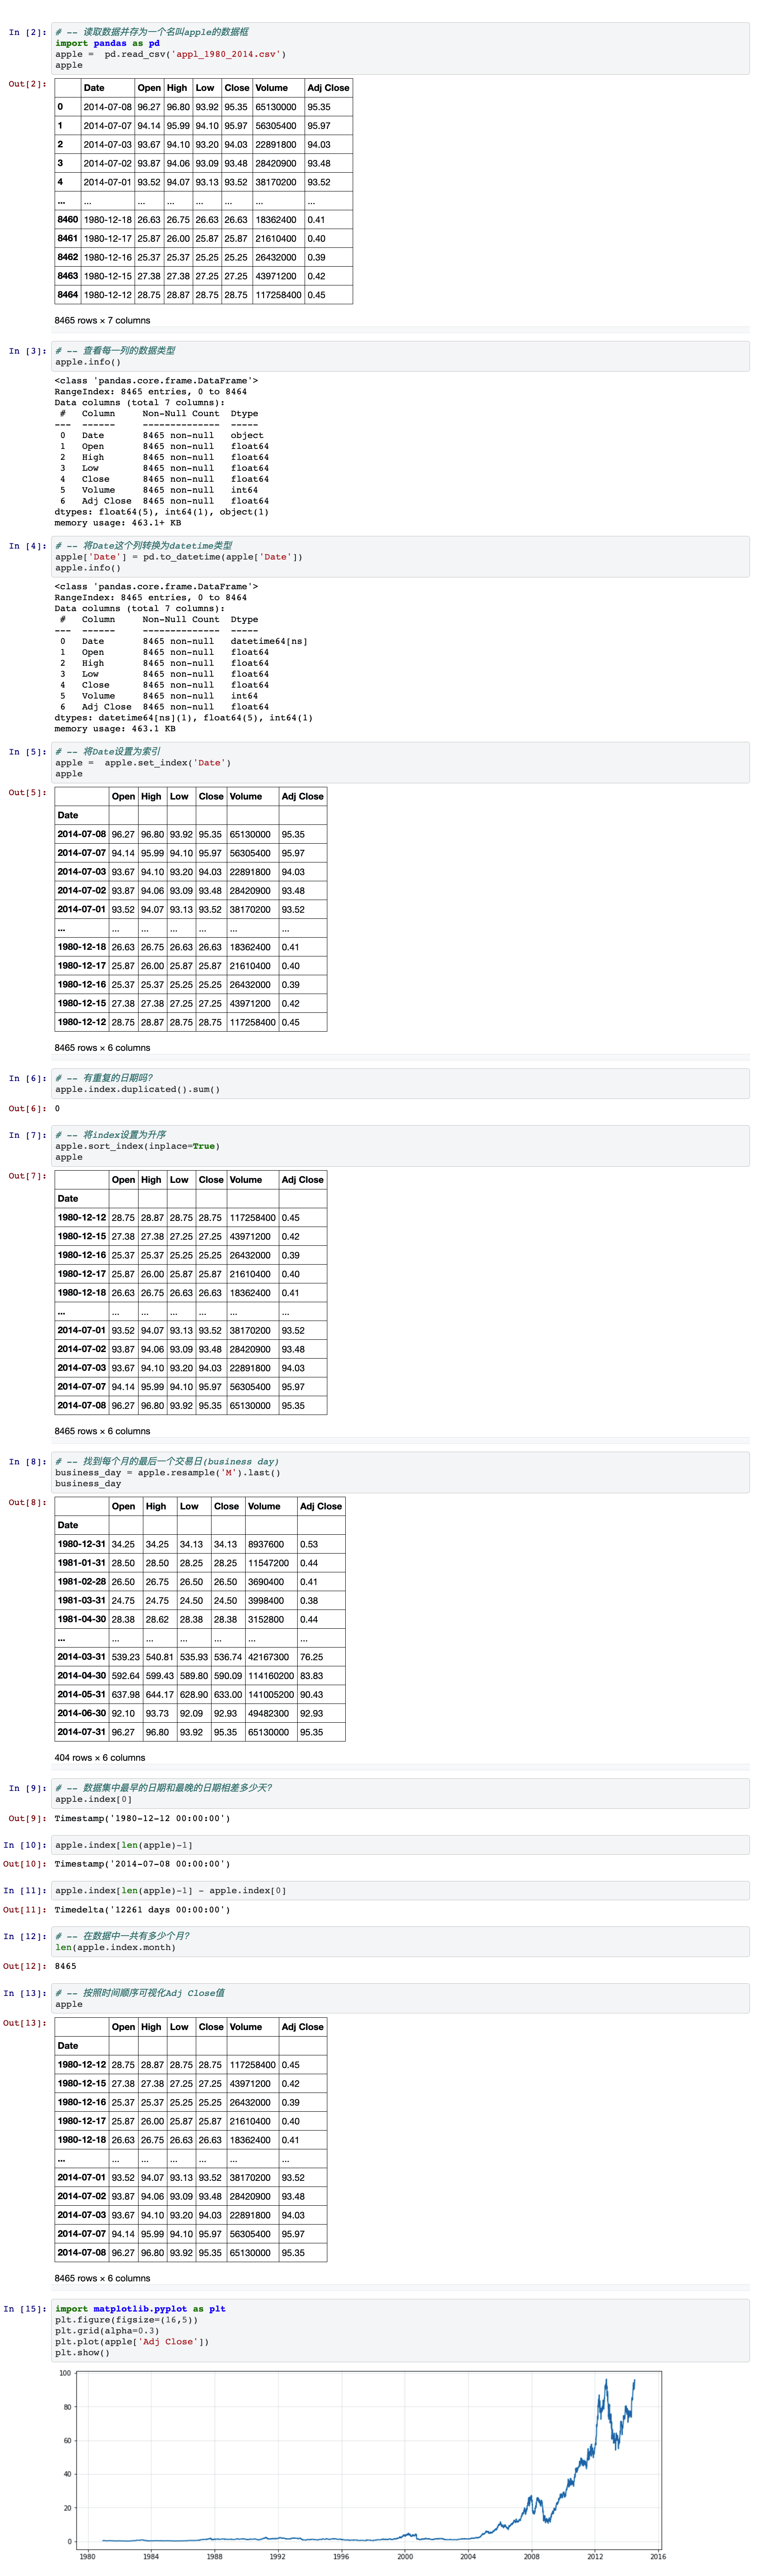 In [2]: # -- 读取数据并存为一个名叫apple的数据框
import pandas as pd
apple =  pd.read_csv('appl_1980_2014.csv')
apple
Out[2]: Date Open High Low Close Volume Adj Close
0 2014-07-08 96.27 96.80 93.92 95.35 65130000 95.35
1 2014-07-07 94.14 95.99 94.10 95.97 56305400 95.97
2 2014-07-03 93.67 94.10 93.20 94.03 22891800 94.03
3 2014-07-02 93.87 94.06 93.09 93.48 28420900 93.48
4 2014-07-01 93.52 94.07 93.13 93.52 38170200 93.52
... ... ... ... ... ... ... ...
8460 1980-12-18 26.63 26.75 26.63 26.63 18362400 0.41
8461 1980-12-17 25.87 26.00 25.87 25.87 21610400 0.40
8462 1980-12-16 25.37 25.37 25.25 25.25 26432000 0.39
8463 1980-12-15 27.38 27.38 27.25 27.25 43971200 0.42
8464 1980-12-12 28.75 28.87 28.75 28.75 117258400 0.45
8465 rows × 7 columns
In [3]: # -- 查看每一列的数据类型
apple.info()
<class 'pandas.core.frame.DataFrame'>
RangeIndex: 8465 entries, 0 to 8464
Data columns (total 7 columns):
 #   Column     Non-Null Count  Dtype
---  ------     --------------  -----
 0   Date       8465 non-null   object
 1   Open       8465 non-null   float64
 2   High       8465 non-null   float64
 3   Low        8465 non-null   float64
 4   Close      8465 non-null   float64
 5   Volume     8465 non-null   int64
 6   Adj Close  8465 non-null   float64
dtypes: float64(5), int64(1), object(1)
memory usage: 463.1+ KB
In [4]: # -- 将Date这个列转换为datetime类型
apple['Date'] = pd.to_datetime(apple['Date'])
apple.info()
<class 'pandas.core.frame.DataFrame'>
RangeIndex: 8465 entries, 0 to 8464
Data columns (total 7 columns):
 #   Column     Non-Null Count  Dtype
---  ------     --------------  -----
 0   Date       8465 non-null   datetime64[ns]
 1   Open       8465 non-null   float64
 2   High       8465 non-null   float64
 3   Low        8465 non-null   float64
 4   Close      8465 non-null   float64
 5   Volume     8465 non-null   int64
 6   Adj Close  8465 non-null   float64
dtypes: datetime64[ns](1), float64(5), int64(1)
memory usage: 463.1 KB
In [5]: # -- 将Date设置为索引
apple =  apple.set_index('Date')
apple
Out[5]: Open High Low Close Volume Adj Close
Date
2014-07-08 96.27 96.80 93.92 95.35 65130000 95.35
2014-07-07 94.14 95.99 94.10 95.97 56305400 95.97
2014-07-03 93.67 94.10 93.20 94.03 22891800 94.03
2014-07-02 93.87 94.06 93.09 93.48 28420900 93.48
2014-07-01 93.52 94.07 93.13 93.52 38170200 93.52
... ... ... ... ... ... ...
1980-12-18 26.63 26.75 26.63 26.63 18362400 0.41
1980-12-17 25.87 26.00 25.87 25.87 21610400 0.40
1980-12-16 25.37 25.37 25.25 25.25 26432000 0.39
1980-12-15 27.38 27.38 27.25 27.25 43971200 0.42
1980-12-12 28.75 28.87 28.75 28.75 117258400 0.45
8465 rows × 6 columns
In [6]: # -- 有重复的日期吗?
apple.index.duplicated().sum()
Out[6]: 0
In [7]: # -- 将index设置为升序
apple.sort_index(inplace=True)
apple
Out[7]: Open High Low Close Volume Adj Close
Date
1980-12-12 28.75 28.87 28.75 28.75 117258400 0.45
1980-12-15 27.38 27.38 27.25 27.25 43971200 0.42
1980-12-16 25.37 25.37 25.25 25.25 26432000 0.39
1980-12-17 25.87 26.00 25.87 25.87 21610400 0.40
1980-12-18 26.63 26.75 26.63 26.63 18362400 0.41
... ... ... ... ... ... ...
2014-07-01 93.52 94.07 93.13 93.52 38170200 93.52
2014-07-02 93.87 94.06 93.09 93.48 28420900 93.48
2014-07-03 93.67 94.10 93.20 94.03 22891800 94.03
2014-07-07 94.14 95.99 94.10 95.97 56305400 95.97
2014-07-08 96.27 96.80 93.92 95.35 65130000 95.35
8465 rows × 6 columns
In [8]: # -- 找到每个月的最后一个交易日(business day)
business_day = apple.resample('M').last()
business_day
Out[8]: Open High Low Close Volume Adj Close
Date
1980-12-31 34.25 34.25 34.13 34.13 8937600 0.53
1981-01-31 28.50 28.50 28.25 28.25 11547200 0.44
1981-02-28 26.50 26.75 26.50 26.50 3690400 0.41
1981-03-31 24.75 24.75 24.50 24.50 3998400 0.38
1981-04-30 28.38 28.62 28.38 28.38 3152800 0.44
... ... ... ... ... ... ...
2014-03-31 539.23 540.81 535.93 536.74 42167300 76.25
2014-04-30 592.64 599.43 589.80 590.09 114160200 83.83
2014-05-31 637.98 644.17 628.90 633.00 141005200 90.43
2014-06-30 92.10 93.73 92.09 92.93 49482300 92.93
2014-07-31 96.27 96.80 93.92 95.35 65130000 95.35
404 rows × 6 columns
In [9]: # -- 数据集中最早的日期和最晚的日期相差多少天?
apple.index[0]
Out[9]: Timestamp('1980-12-12 00:00:00')
In [10]: apple.index[len(apple)-1]
Out[10]: Timestamp('2014-07-08 00:00:00')
In [11]: apple.index[len(apple)-1] - apple.index[0]
Out[11]: Timedelta('12261 days 00:00:00')
In [12]: # -- 在数据中一共有多少个月?
len(apple.index.month)
Out[12]: 8465
In [13]: # -- 按照时间顺序可视化Adj Close值
apple
Out[13]: Open High Low Close Volume Adj Close
Date
1980-12-12 28.75 28.87 28.75 28.75 117258400 0.45
1980-12-15 27.38 27.38 27.25 27.25 43971200 0.42
1980-12-16 25.37 25.37 25.25 25.25 26432000 0.39
1980-12-17 25.87 26.00 25.87 25.87 21610400 0.40
1980-12-18 26.63 26.75 26.63 26.63 18362400 0.41
... ... ... ... ... ... ...
2014-07-01 93.52 94.07 93.13 93.52 38170200 93.52
2014-07-02 93.87 94.06 93.09 93.48 28420900 93.48
2014-07-03 93.67 94.10 93.20 94.03 22891800 94.03
2014-07-07 94.14 95.99 94.10 95.97 56305400 95.97
2014-07-08 96.27 96.80 93.92 95.35 65130000 95.35
8465 rows × 6 columns
In [15]: import matplotlib.pyplot as plt
plt.figure(figsize=(16,5))
plt.grid(alpha=0.3)
plt.plot(apple['Adj Close'])
plt.show()
100
80
60
40
20
0
1980 1984 1988 1992 1996 2000 2004 2008 2012 2016